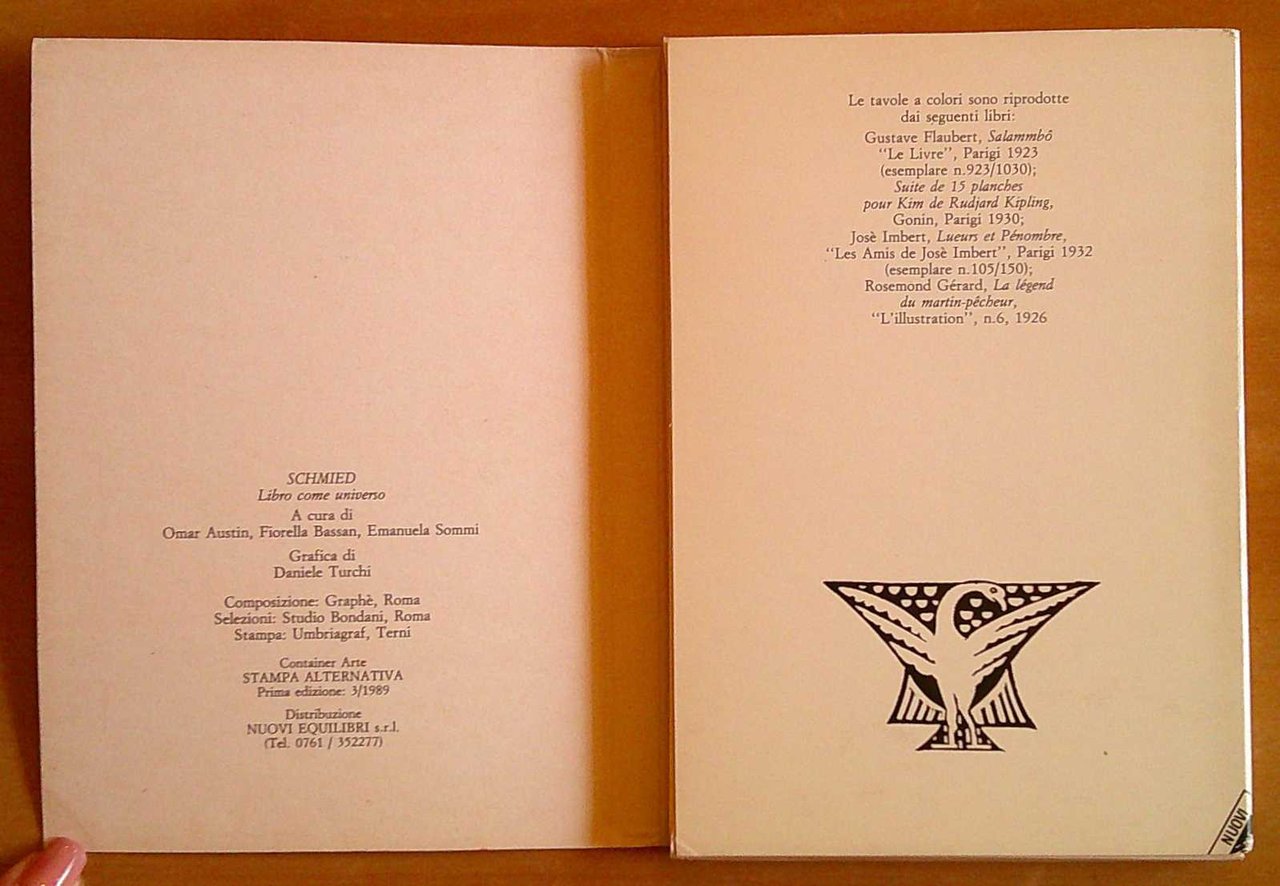 SCHMIED
Libro come universo
A cura di
Omar Austin, Fiorella Bassan, Emanuela Sommi
Grafica di
Daniele Turchi
Composizione: Graphè, Roma
Selezioni: Studio Bondani, Roma
Stampa: Umbriagraf, Terni
Container Arte
STAMPA ALTERNATIVA
Prima edizione: 3/1989
Distribuzione
NUOVI EQUILIBRI s.r.l.
(Tel. 0761 / 352277)
Le tavole a colori sono riprodotte
dai seguenti libri:
Gustave Flaubert, Salammbô
“Le Livre”, Parigi 1923
(esemplare n.923/1030);
Suite de 15 planches
pour Kim de Rudjard Kipling,
Gonin, Parigi 1930;
Josè Imbert, Lueurs et Pénombre,
“Les Amis de Josè Imbert”, Parigi 1932
(esemplare n.105/150);
Rosemond Gérard, La légend
du martin-pêcheur,
“L'illustration”, n.6, 1926
NUOVI